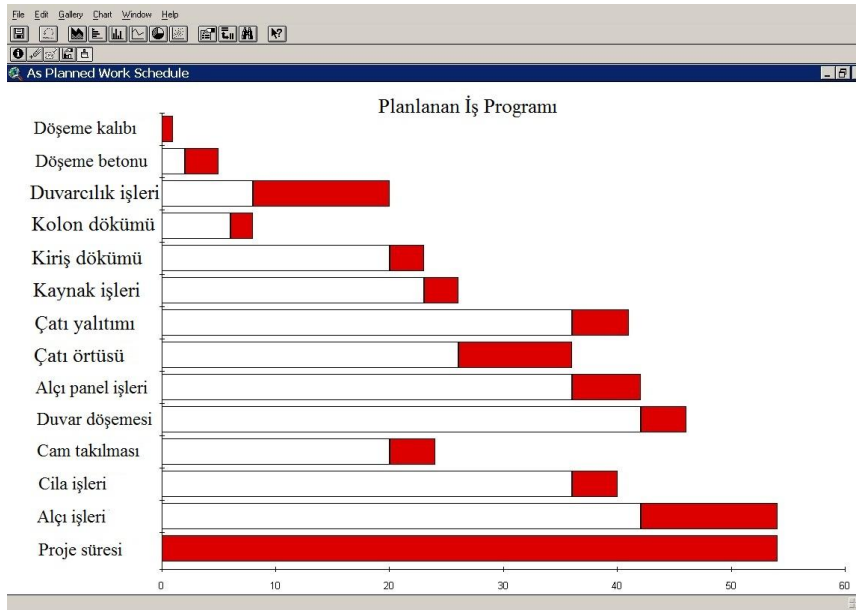 File Edit Gallery Chart Window Help
As Planned Work Schedule
Planlanan İş Programı
Döşeme kalıbı
Döşeme betonu
Duvarcılık işleri
Kolon dökümü
Kiriş dökümü
Kaynak işleri
Çatı yalıtımı
Çatı örtüsü
Alçı panel işleri
Duvar döşemesi
Cam takılması
Cila işleri
Alçı işleri
Proje süresi
0 10 20 30 40 50 60